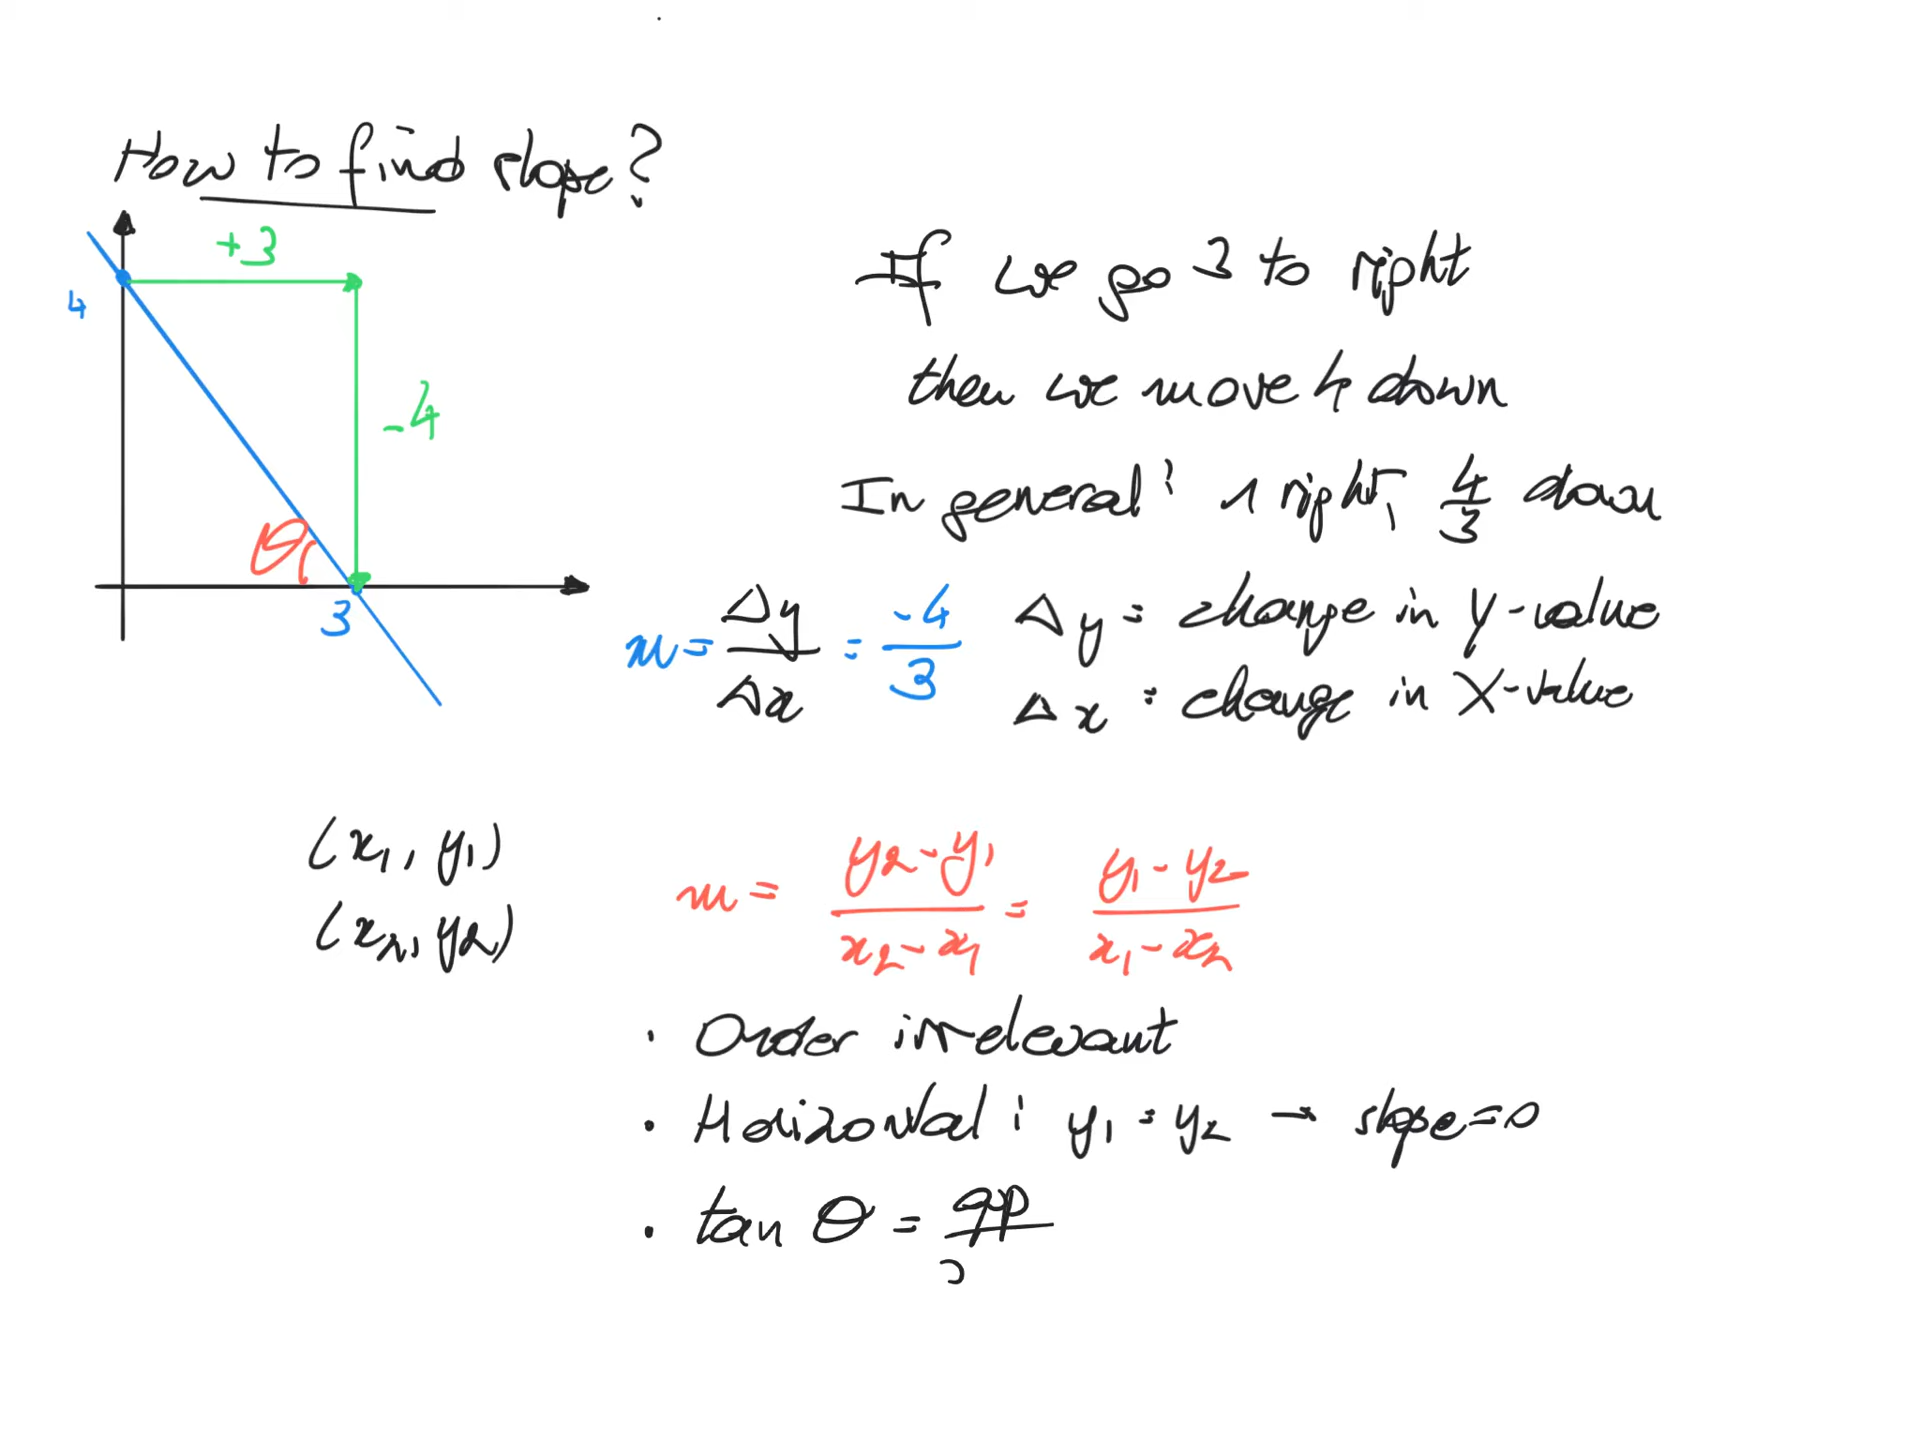 How to find slope?
+3
4
-4
θ
3
If we go 3 to right
then we move 4 down
In general: 1 right, 4/3 down
m = Δy/Δx = -4/3
Δy = change in y-value
Δx = change in x-value
(x₁, y₁)
(x₂, y₂)
m = (y₂-y₁)/(x₂-x₁) = (y₁-y₂)/(x₁-x₂)
· Order irrelevant
· Horizontal: y₁ = y₂ → slope=0
· tan θ = opp/